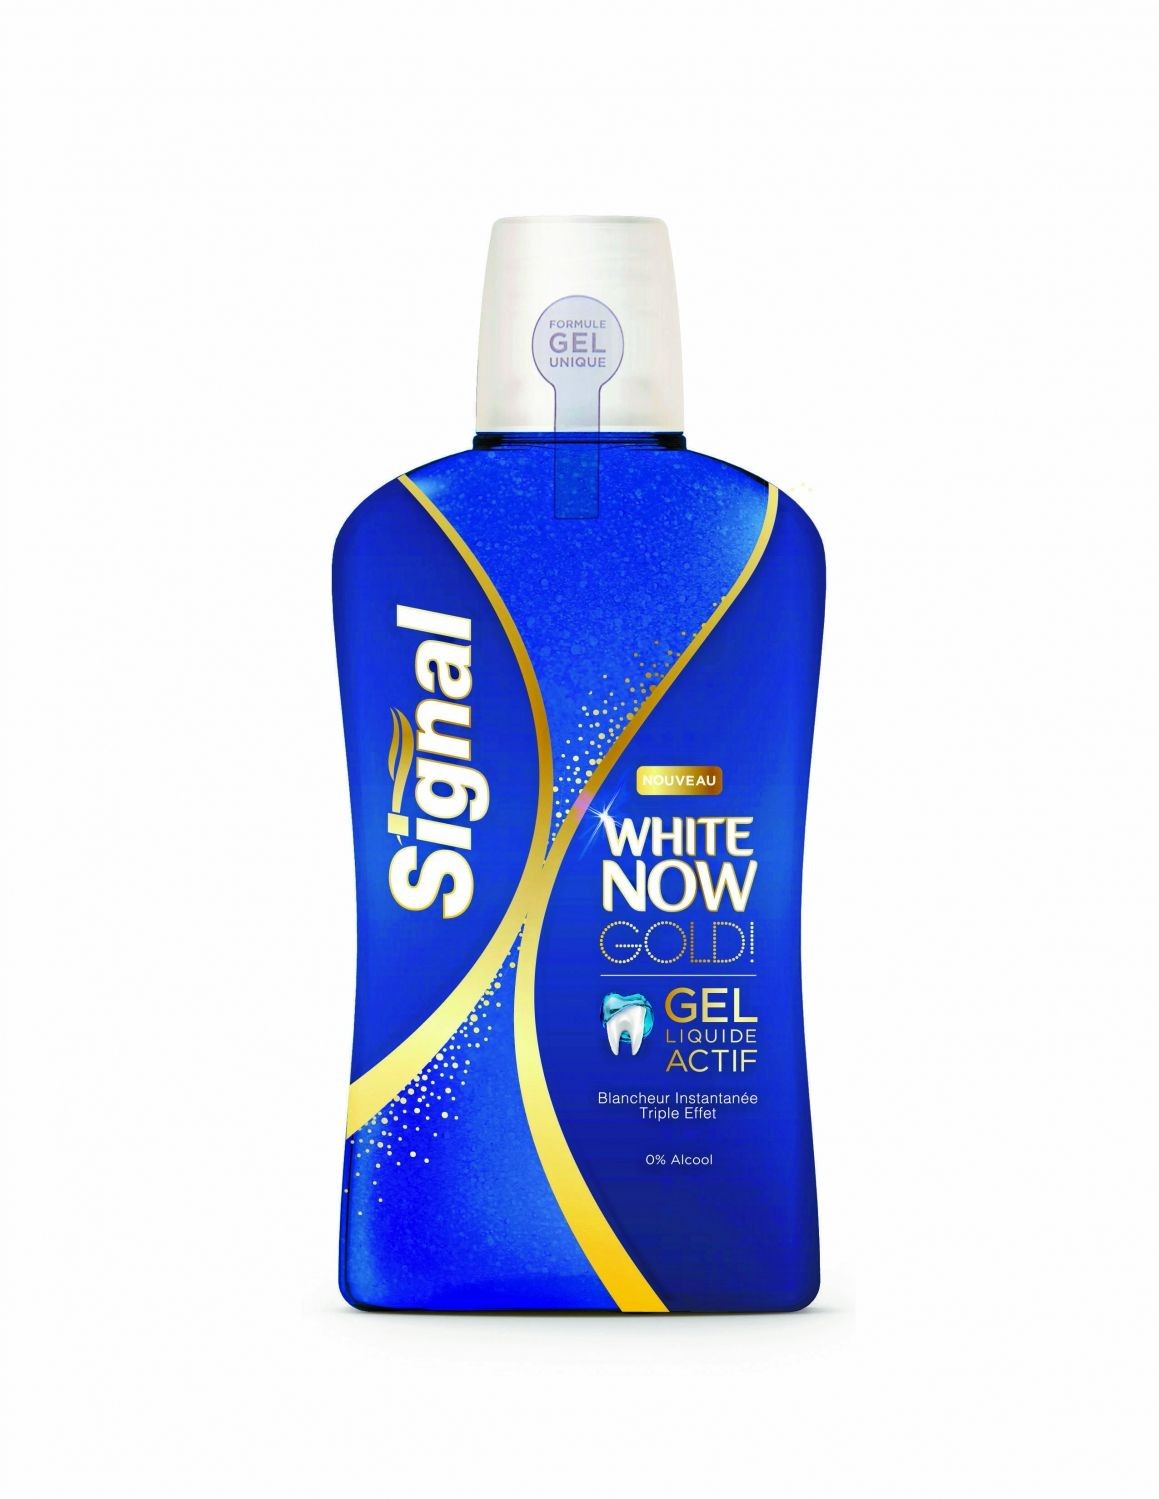 FORMULE
GEL
UNIQUE
Signal
NOUVEAU
WHITE
NOW
GOLD!
GEL
LIQUIDE
ACTIF
Blancheur Instantanée
Triple Effet
0% Alcool